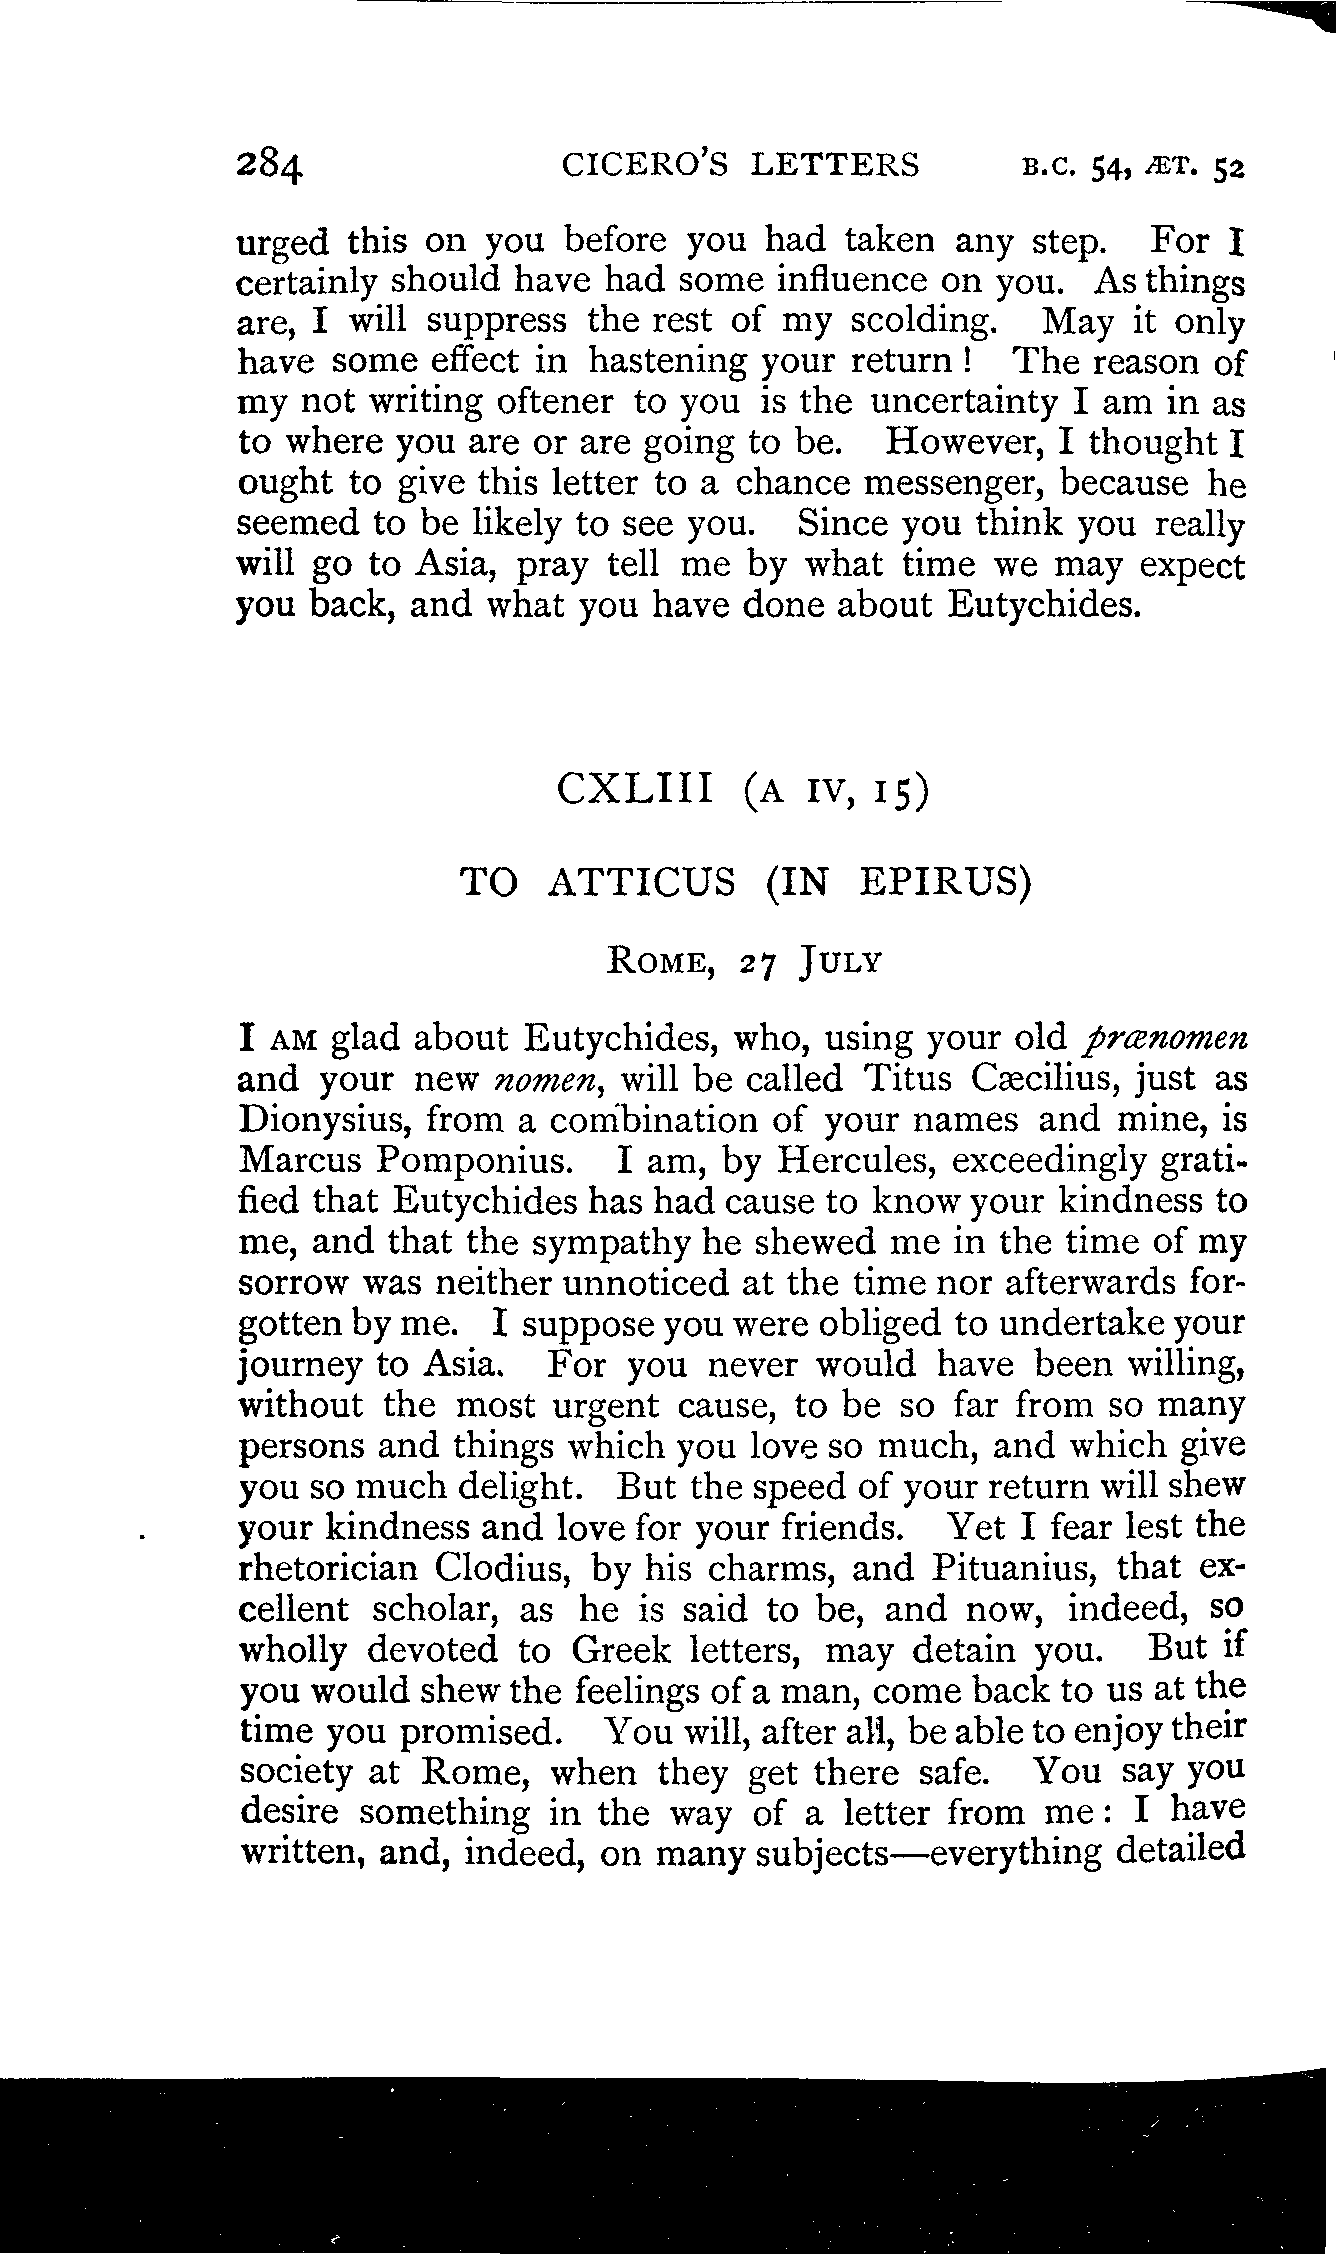 284 CICERO'S LETTERS B.C. 54, ÆT. 52
urged this on you before you had taken any step. For I
certainly should have had some influence on you. As things
are, I will suppress the rest of my scolding. May it only
have some effect in hastening your return! The reason of
my not writing oftener to you is the uncertainty I am in as
to where you are or are going to be. However, I thought I
ought to give this letter to a chance messenger, because he
seemed to be likely to see you. Since you think you really
will go to Asia, pray tell me by what time we may expect
you back, and what you have done about Eutychides.
CXLIII (A IV, 15)
TO ATTICUS (IN EPIRUS)
ROME, 27 JULY
I AM glad about Eutychides, who, using your old prænomen
and your new nomen, will be called Titus Cæcilius, just as
Dionysius, from a combination of your names and mine, is
Marcus Pomponius. I am, by Hercules, exceedingly grati-
fied that Eutychides has had cause to know your kindness to
me, and that the sympathy he shewed me in the time of my
sorrow was neither unnoticed at the time nor afterwards for-
gotten by me. I suppose you were obliged to undertake your
journey to Asia. For you never would have been willing,
without the most urgent cause, to be so far from so many
persons and things which you love so much, and which give
you so much delight. But the speed of your return will shew
your kindness and love for your friends. Yet I fear lest the
rhetorician Clodius, by his charms, and Pituanius, that ex-
cellent scholar, as he is said to be, and now, indeed, so
wholly devoted to Greek letters, may detain you. But if
you would shew the feelings of a man, come back to us at the
time you promised. You will, after all, be able to enjoy their
society at Rome, when they get there safe. You say you
desire something in the way of a letter from me: I have
written, and, indeed, on many subjects—everything detailed